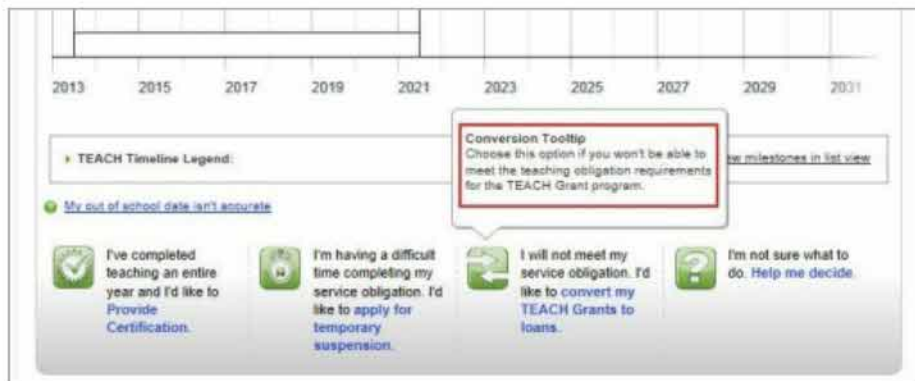 2013 2015 2017 2019 2021 2023 2025 2027 2029 2031
Conversion Tooltip
Choose this option if you won't be able to
meet the teaching obligation requirements
for the TEACH Grant program.
TEACH Timeline Legend:
milestones in list view
My out of school date isn't accurate
I've completed
teaching an entire
year and I'd like to
Provide
Certification.
I'm having a difficult
time completing my
service obligation. I'd
like to apply for
temporary
suspension.
I will not meet my
service obligation. I'd
like to convert my
TEACH Grants to
loans.
I'm not sure what to
do. Help me decide.